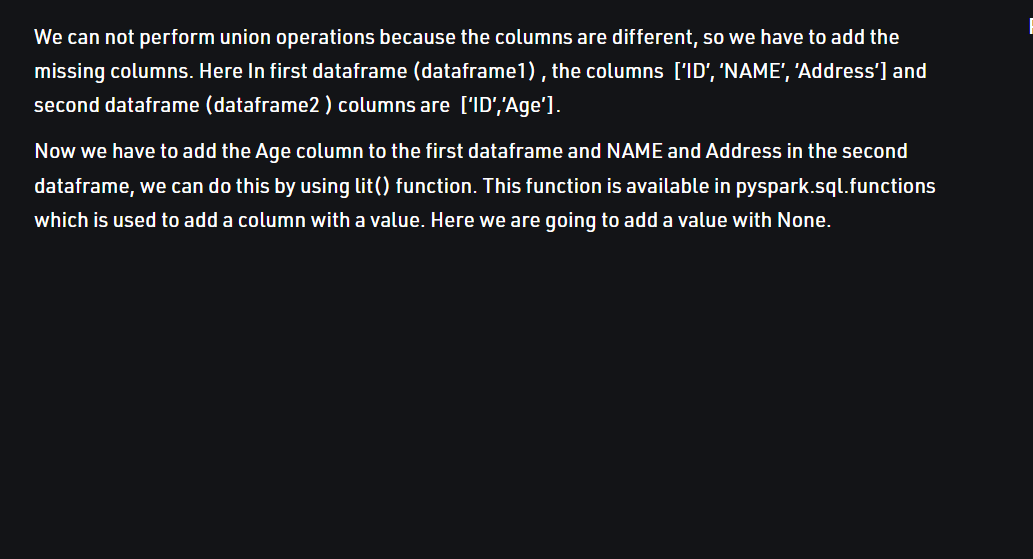 We can not perform union operations because the columns are different, so we have to add the
missing columns. Here In first dataframe (dataframe1) , the columns  [‘ID’, ‘NAME’, ‘Address’] and
second dataframe (dataframe2 ) columns are  [‘ID’,’Age’].
Now we have to add the Age column to the first dataframe and NAME and Address in the second
dataframe, we can do this by using lit() function. This function is available in pyspark.sql.functions
which is used to add a column with a value. Here we are going to add a value with None.